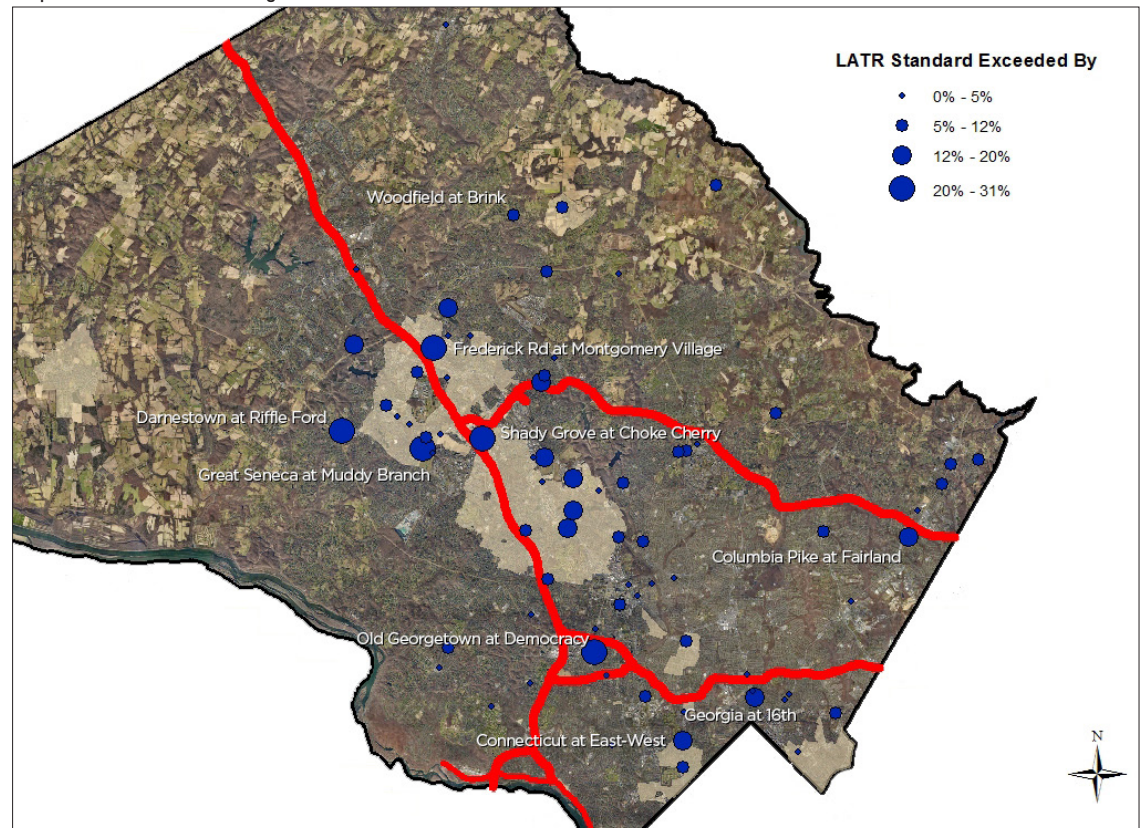 LATR Standard Exceeded By
0% - 5%
5% - 12%
12% - 20%
20% - 31%
Woodfield at Brink
Frederick Rd at Montgomery Village
Darnestown at Riffle Ford
Shady Grove at Choke Cherry
Great Seneca at Muddy Branch
Columbia Pike at Fairland
Old Georgetown at Democracy
Georgia at 16th
Connecticut at East-West
N